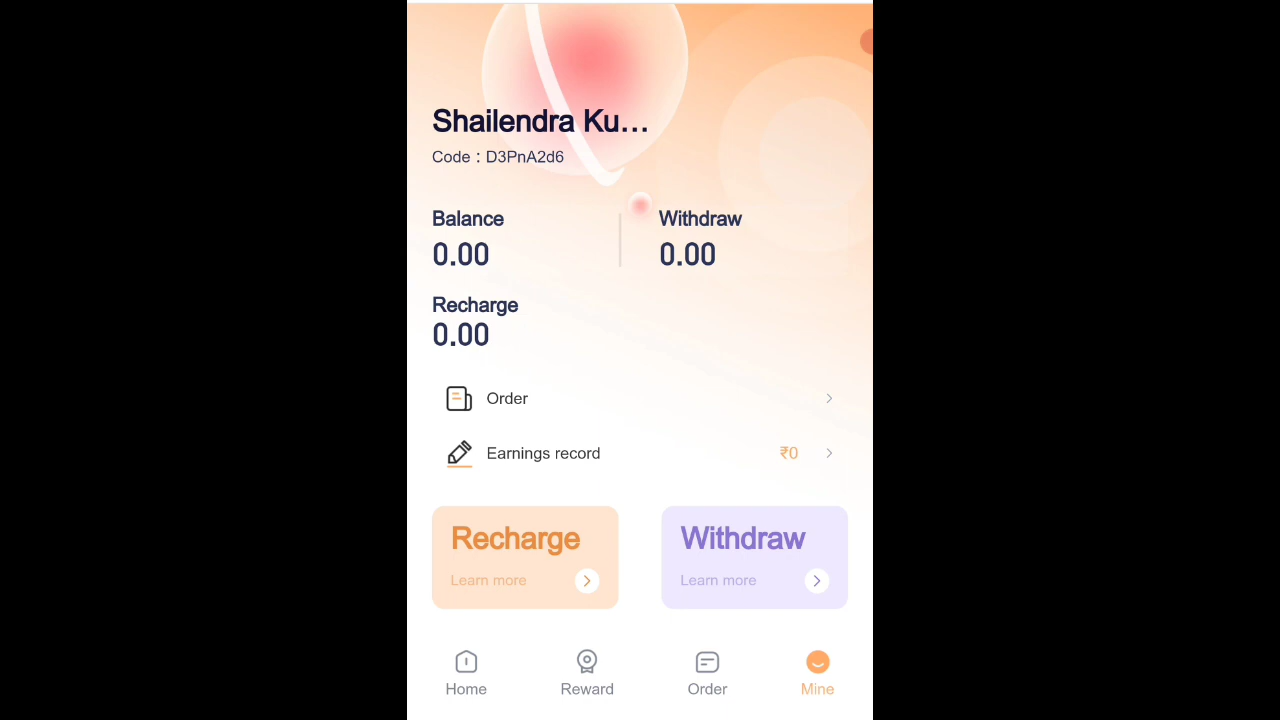 Shailendra Ku...
Code : D3PnA2d6
Balance
Withdraw
0.00
0.00
Recharge
0.00
Order
Earnings record ₹0
Recharge
Withdraw
Learn more
Learn more
Home
Reward
Order
Mine